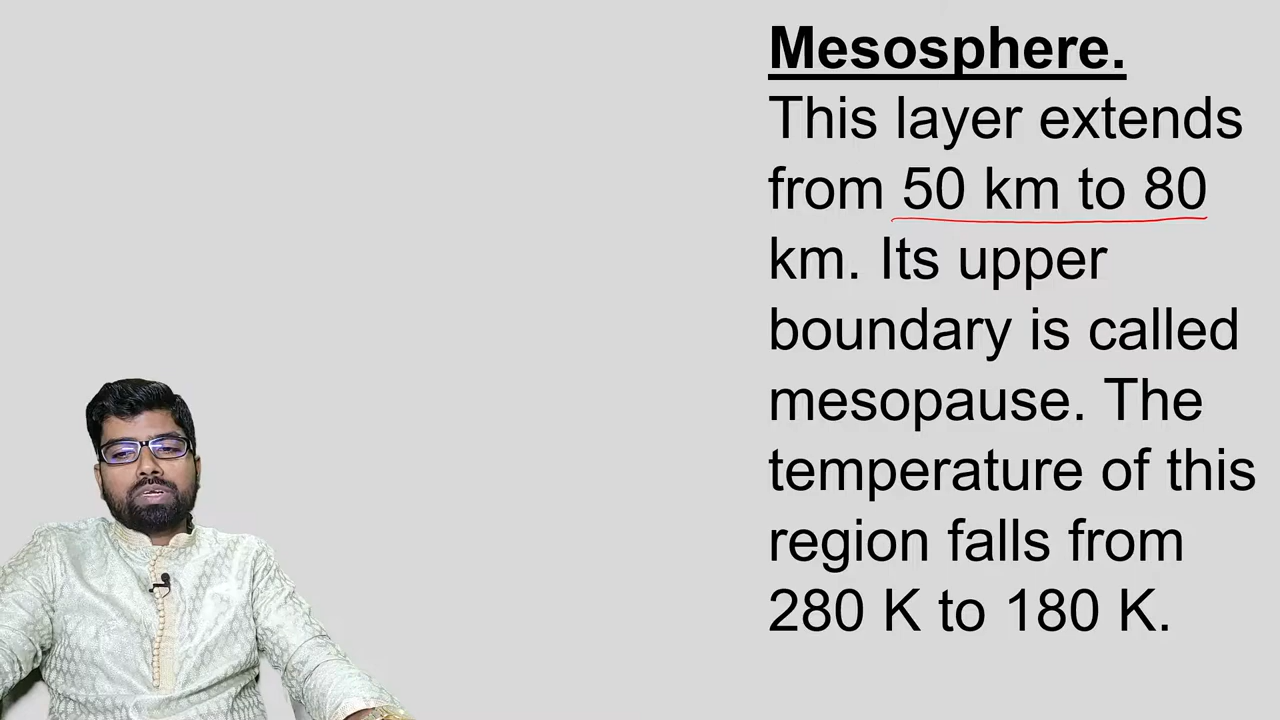 Mesosphere.
This layer extends
from 50 km to 80
km. Its upper
boundary is called
mesopause. The
temperature of this
region falls from
280 K to 180 K.